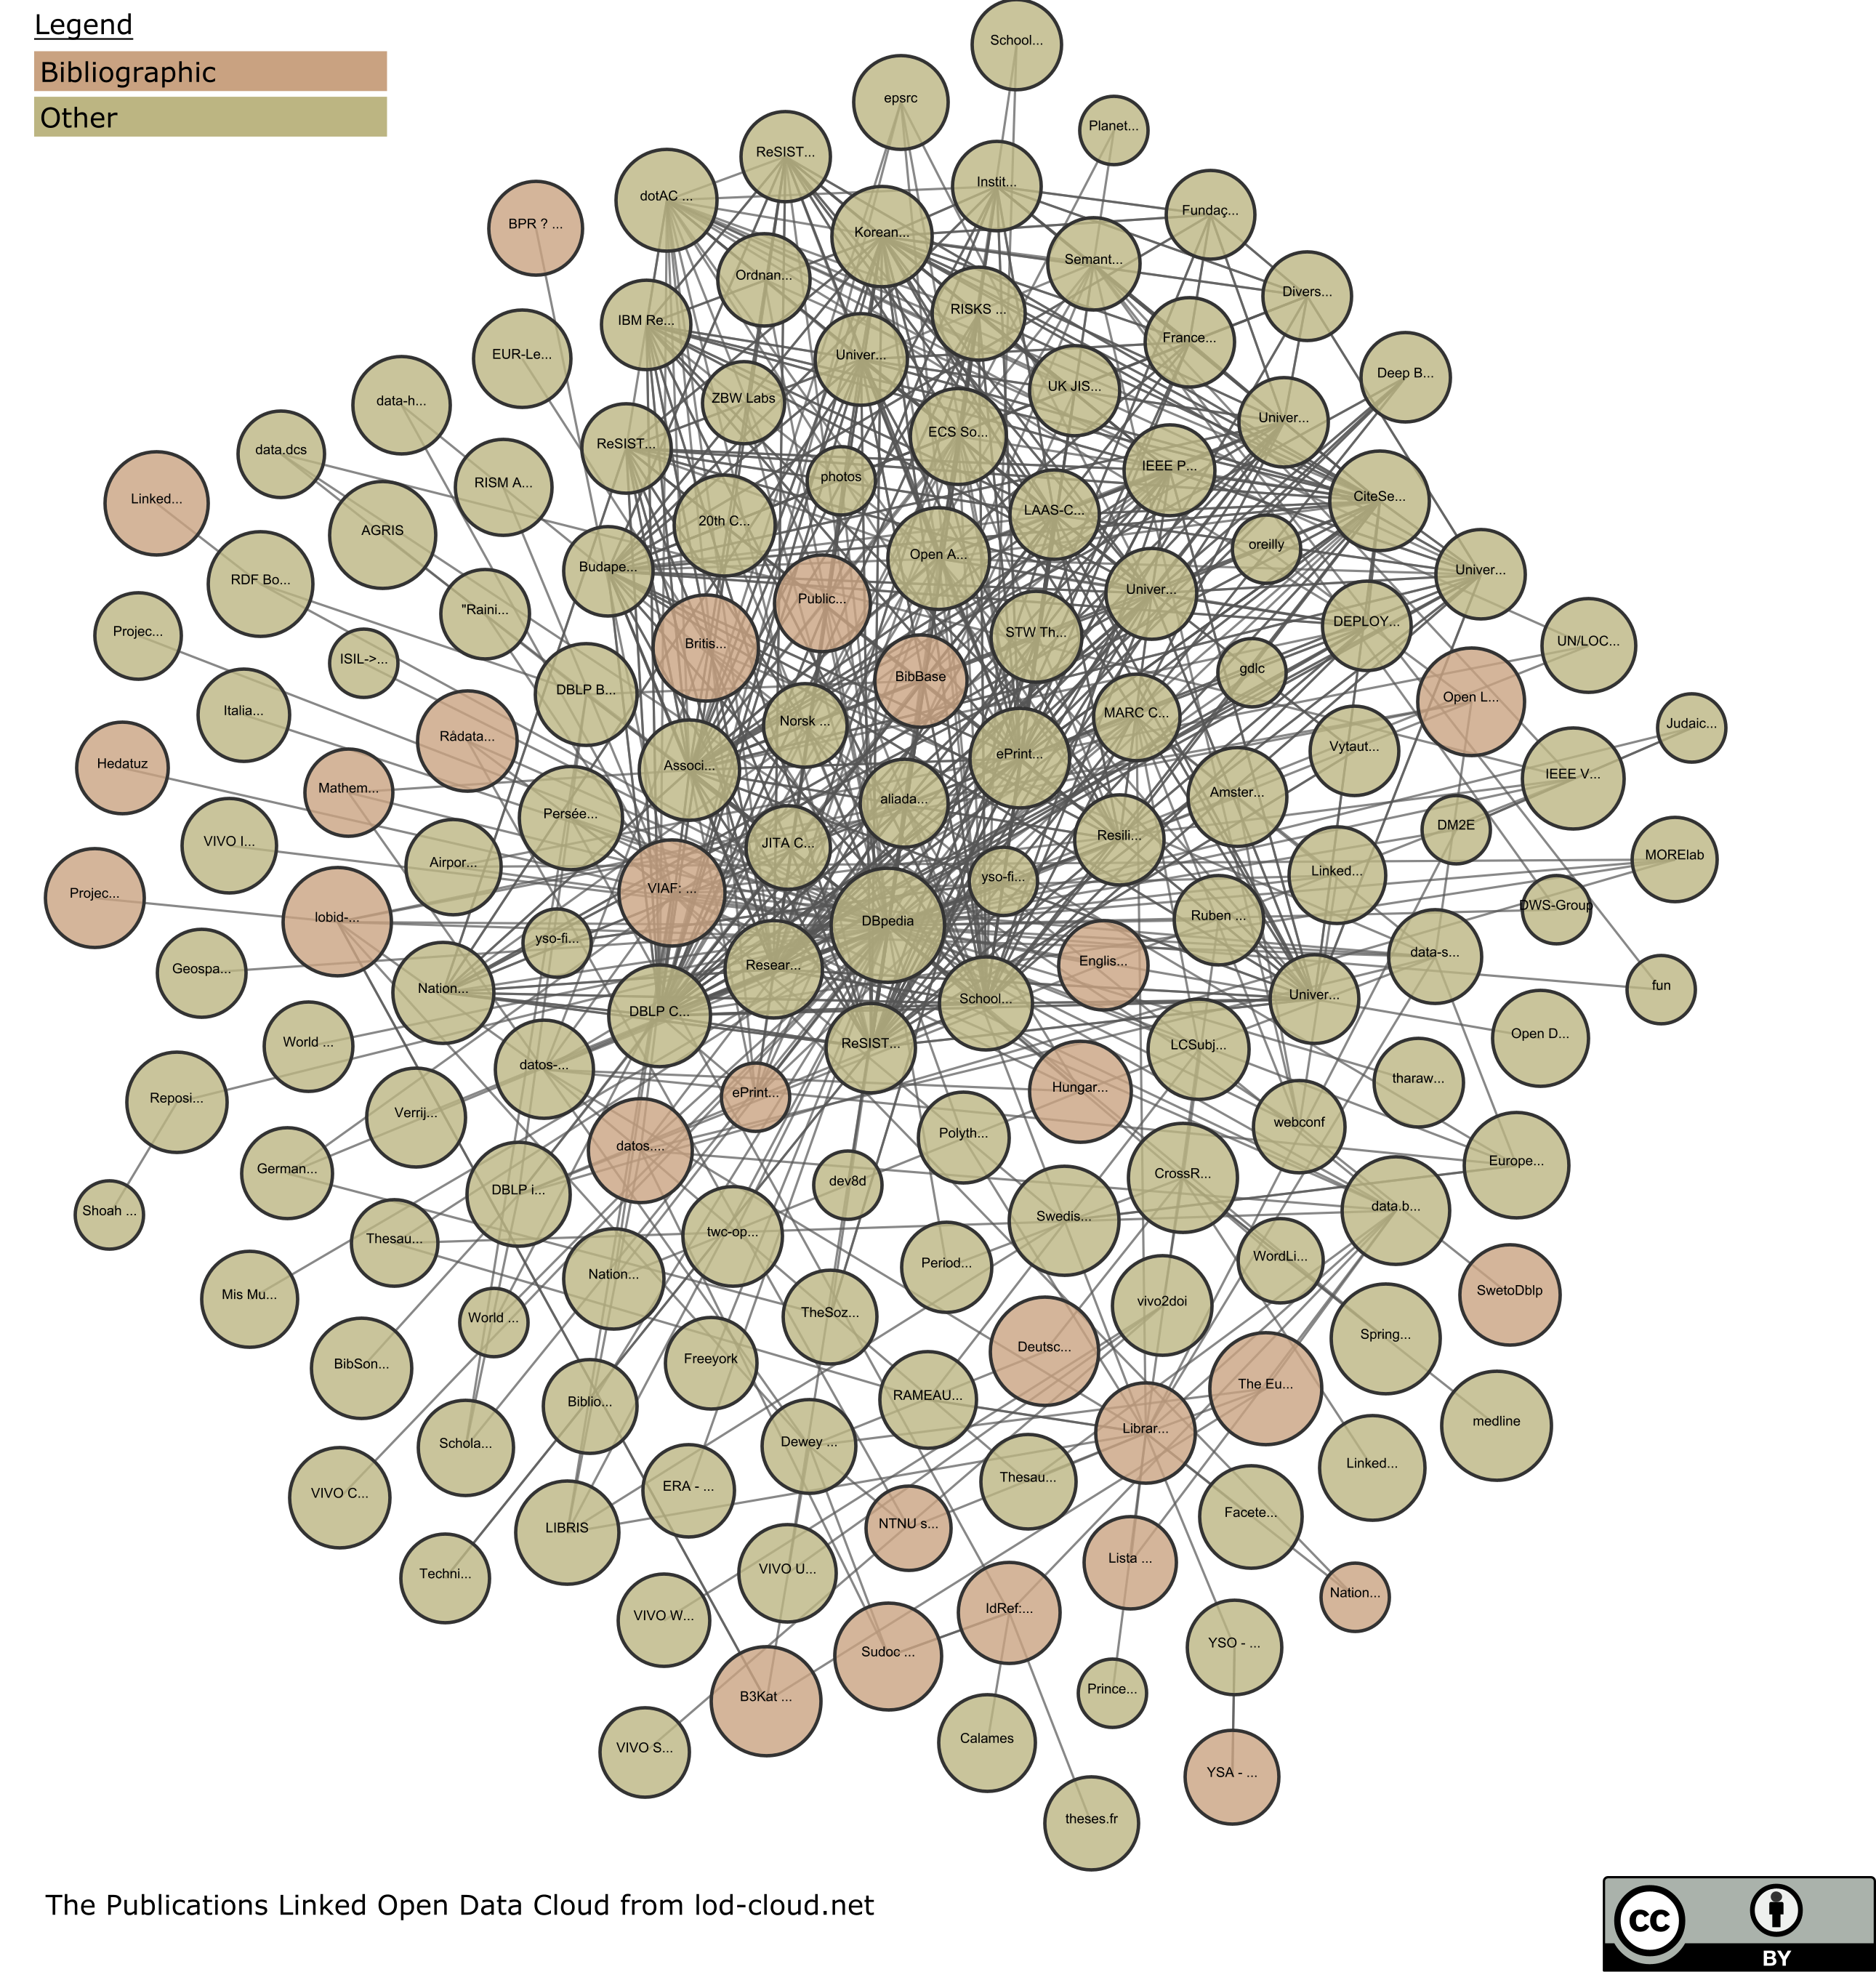 Legend
Bibliographic
Other
School...
epsrc
Planet...
ReSIST...
Instit...
dotAC ...
Fundaç...
BPR ? ...
Korean...
Semant...
Ordnan...
Divers...
RISKS ...
IBM Re...
France...
EUR-Le...
Univer...
Deep B...
UK JIS...
ZBW Labs
data-h...
Univer...
ECS So...
ReSIST...
data.dcs
IEEE P...
photos
RISM A...
CiteSe...
Linked...
LAAS-C...
20th C...
AGRIS
oreilly
Open A...
Budape...
Univer...
RDF Bo...
Univer...
Public...
"Raini...
DEPLOY...
Projec...
STW Th...
Britis...
UN/LOC...
ISIL->...
gdlc
BibBase
DBLP B...
Open L...
Italia...
MARC C...
Norsk ...
Judaic...
Rådata...
Vytaut...
ePrint...
Hedatuz
Associ...
IEEE V...
Mathem...
Amster...
aliada...
Persée...
DM2E
Resili...
VIVO I...
JITA C...
MORElab
Airpor...
Linked...
yso-fi...
VIAF: ...
Projec...
DWS-Group
lobid-...
Ruben ...
DBpedia
yso-fi...
data-s...
Englis...
Resear...
Geospa...
fun
Nation...
Univer...
School...
DBLP C...
Open D...
World ...
ReSIST...
LCSubj...
datos-...
tharaw...
Hungar...
ePrint...
Reposi...
Verrij...
webconf
Polyth...
datos....
Europe...
German...
CrossR...
dev8d
DBLP i...
Shoah ...
data.b...
Swedis...
twc-op...
Thesau...
WordLi...
Period...
Nation...
SwetoDblp
Mis Mu...
vivo2doi
TheSoz...
World ...
Spring...
Deutsc...
Freeyork
BibSon...
The Eu...
RAMEAU...
Biblio...
medline
Librar...
Dewey ...
Schola...
Linked...
Thesau...
ERA - ...
VIVO C...
Facete...
NTNU s...
LIBRIS
Lista ...
VIVO U...
Techni...
Nation...
IdRef:...
VIVO W...
YSO - ...
Sudoc ...
Prince...
B3Kat ...
Calames
VIVO S...
YSA - ...
theses.fr
The Publications Linked Open Data Cloud from lod-cloud.net
cc
BY